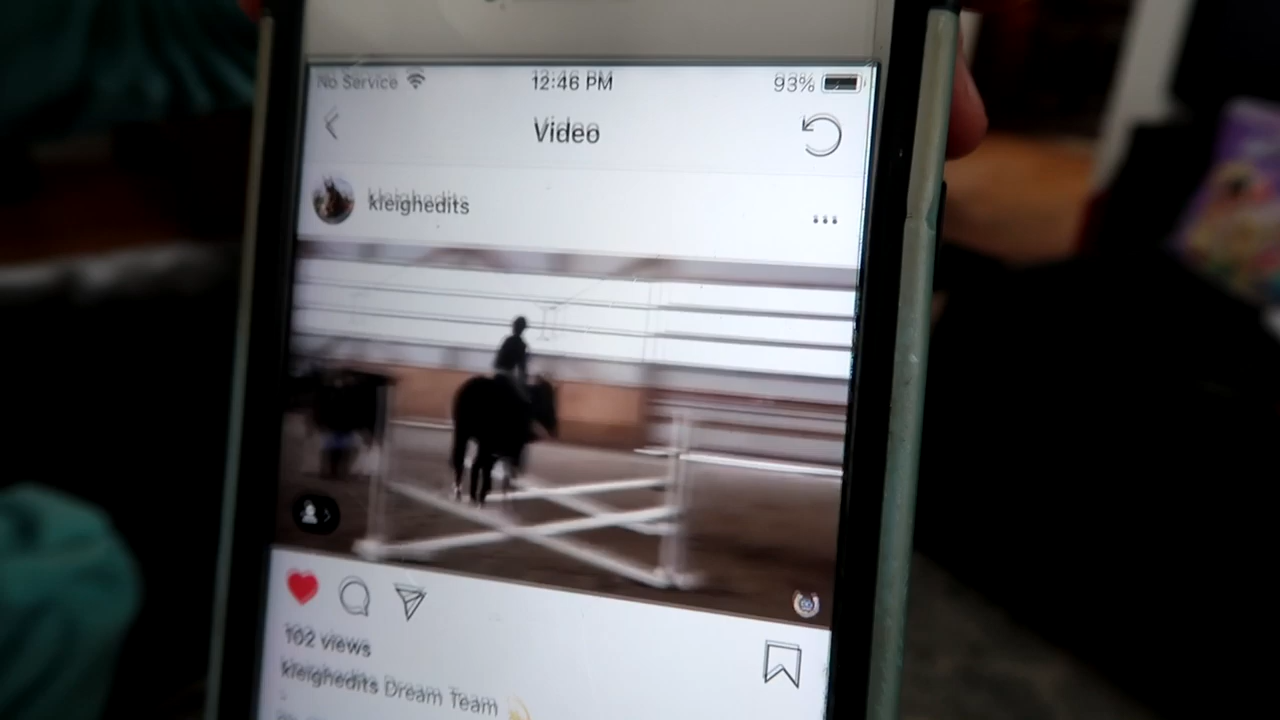 No Service 12:46 PM 93%
Video
kleighedits
102 views
kleighedits Dream Team